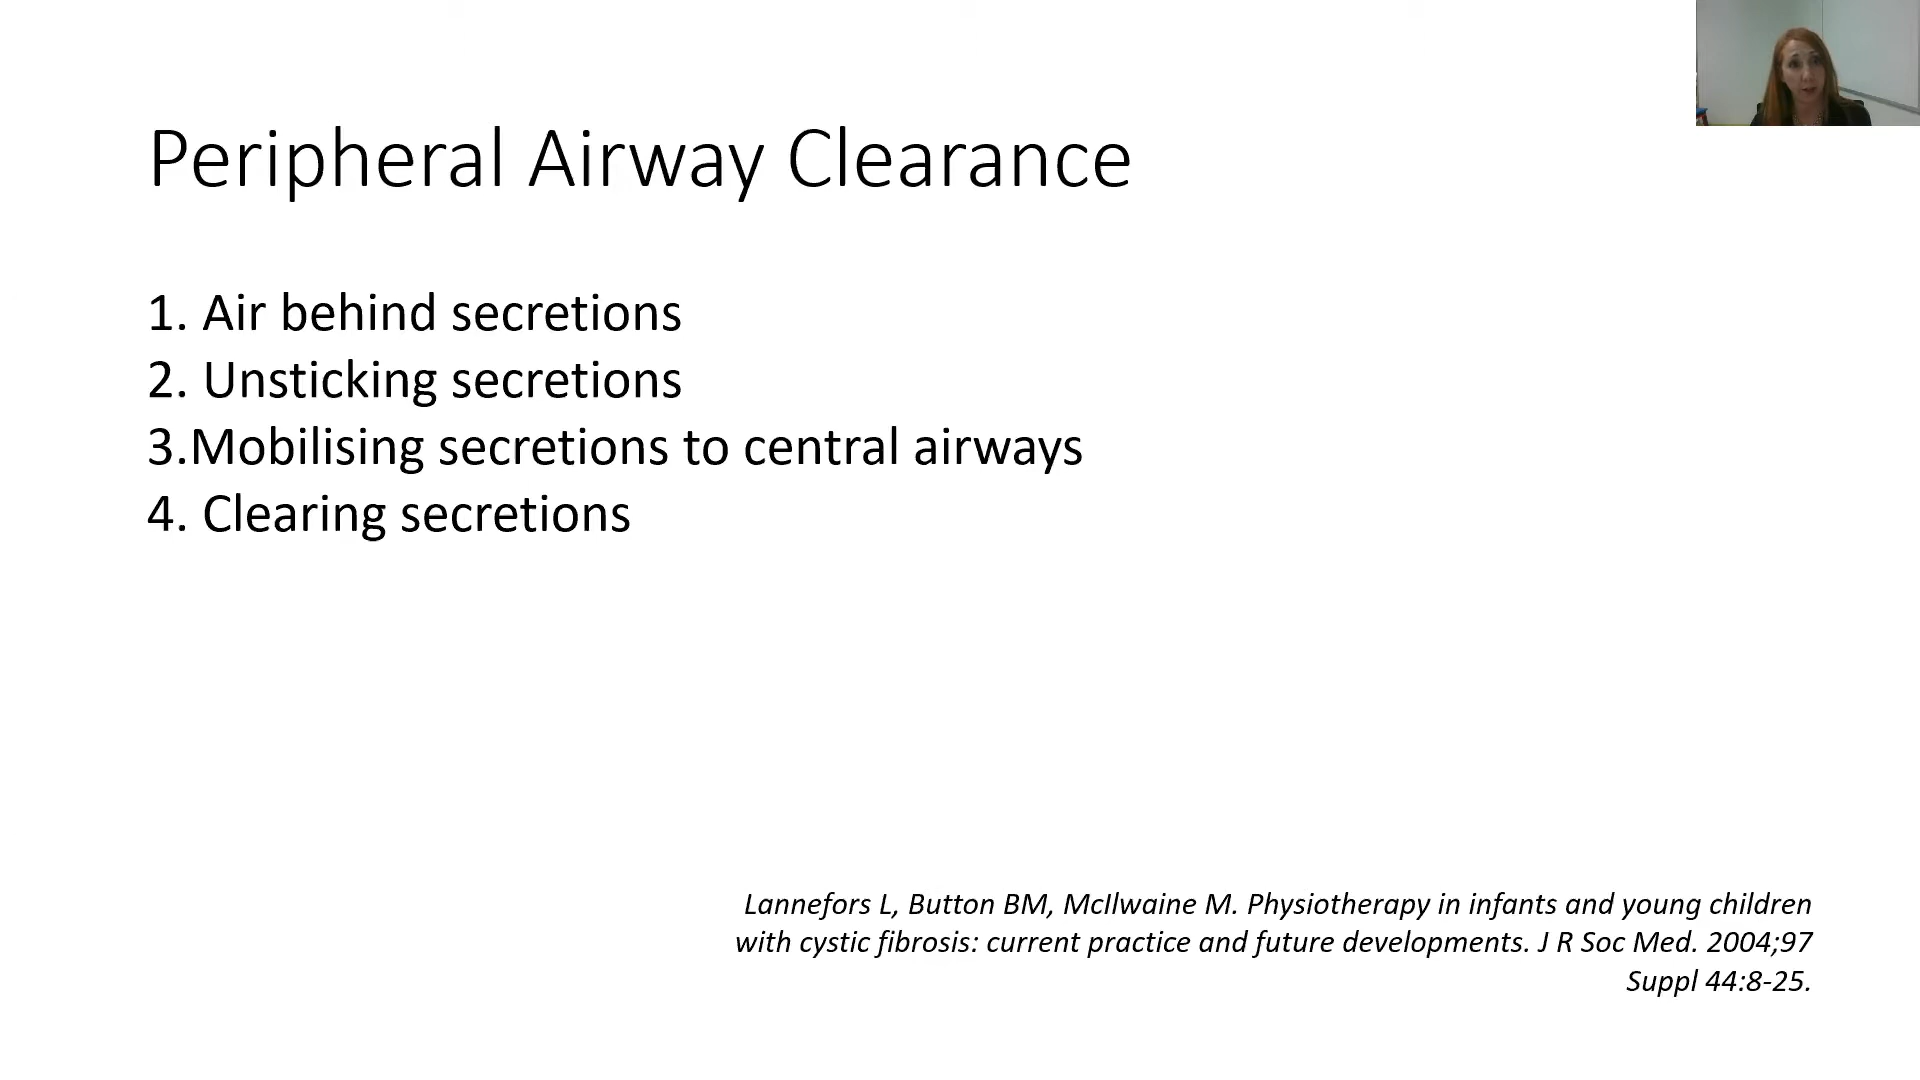 Peripheral Airway Clearance
1. Air behind secretions
2. Unsticking secretions
3.Mobilising secretions to central airways
4. Clearing secretions
Lannefors L, Button BM, McIlwaine M. Physiotherapy in infants and young children
with cystic fibrosis: current practice and future developments. J R Soc Med. 2004;97
Suppl 44:8-25.